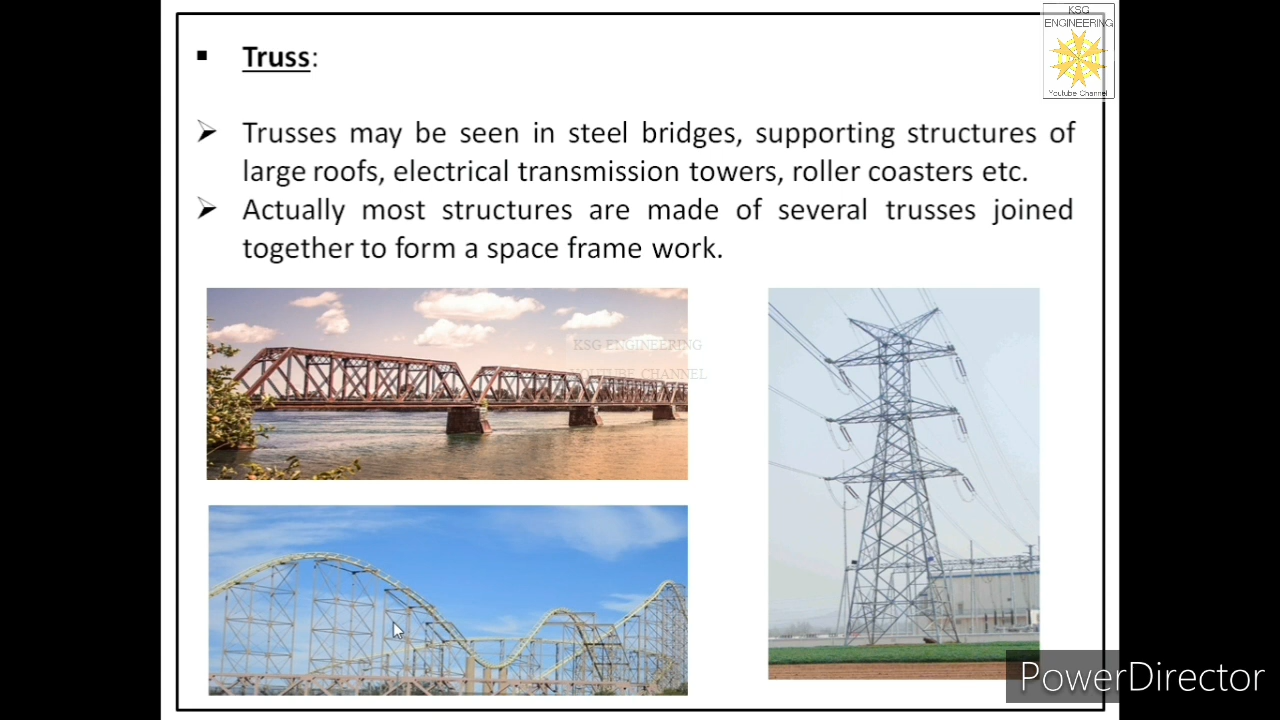 KSG
ENGINEERING
Youtube Channel
▪ Truss:
➢ Trusses may be seen in steel bridges, supporting structures of
large roofs, electrical transmission towers, roller coasters etc.
➢ Actually most structures are made of several trusses joined
together to form a space frame work.
KSG ENGINEERING
YOUTUBE CHANNEL
PowerDirector